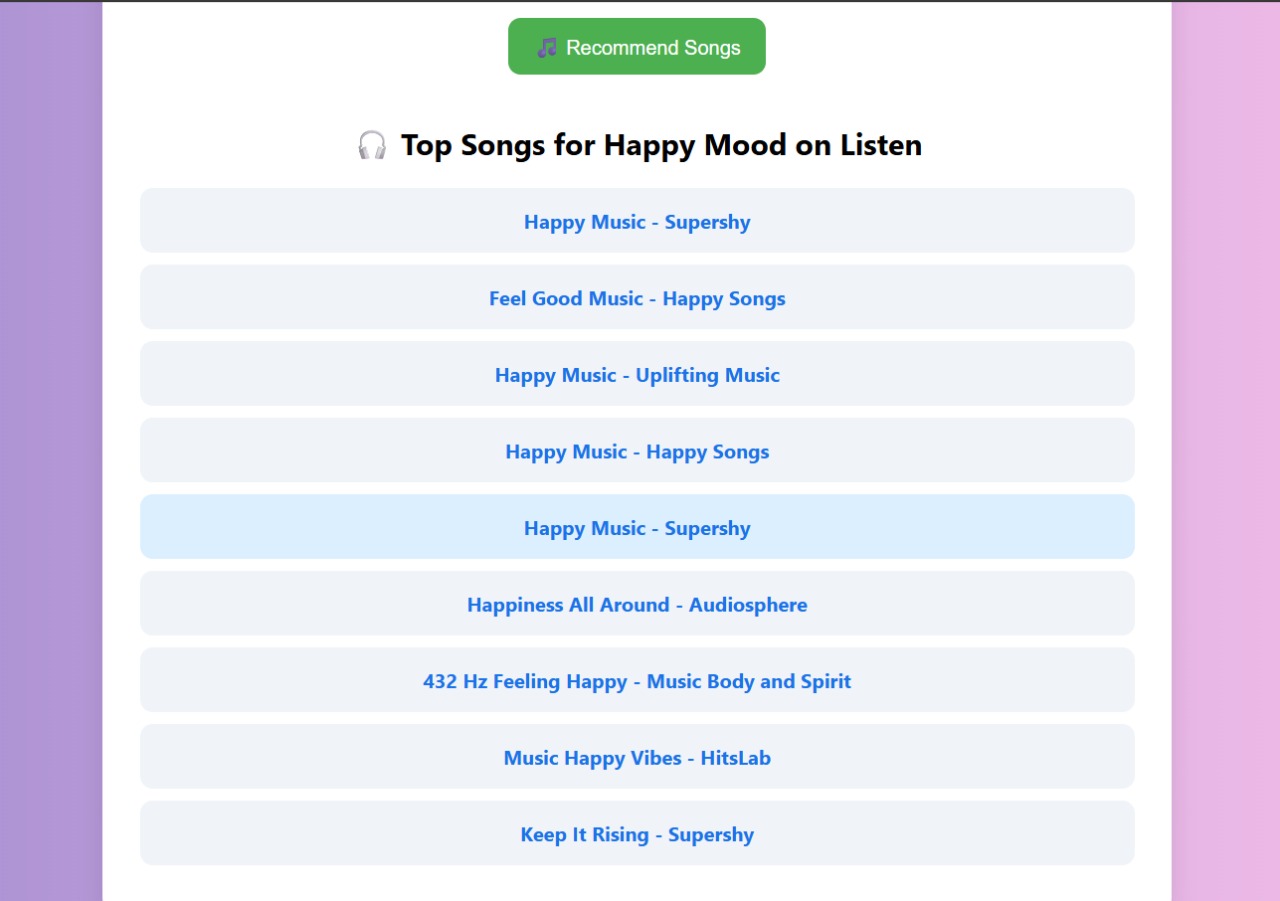 🎵 Recommend Songs
🎧 Top Songs for Happy Mood on Listen
Happy Music - Supershy
Feel Good Music - Happy Songs
Happy Music - Uplifting Music
Happy Music - Happy Songs
Happy Music - Supershy
Happiness All Around - Audiosphere
432 Hz Feeling Happy - Music Body and Spirit
Music Happy Vibes - HitsLab
Keep It Rising - Supershy